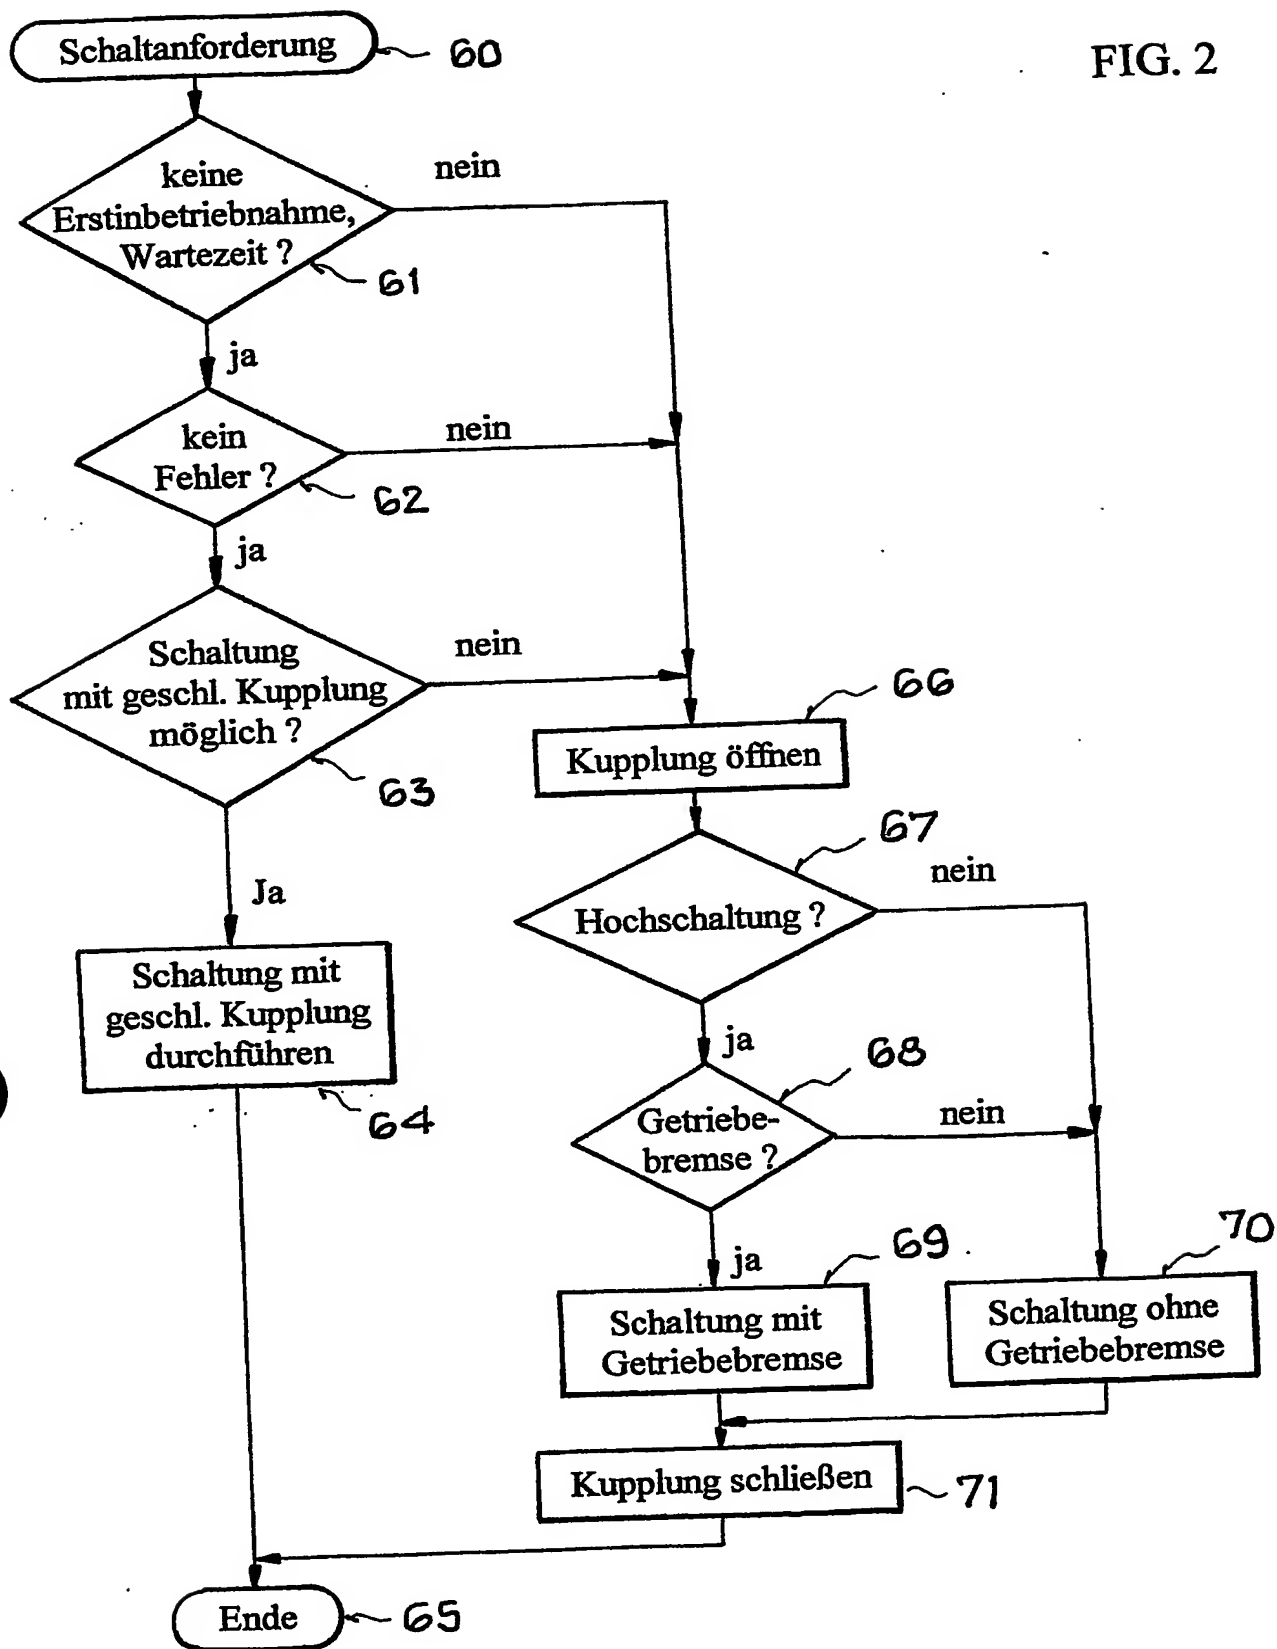 Schaltanforderung
60
FIG. 2
keine
Erstinbetriebnahme,
Wartezeit ?
61
nein
ja
kein
Fehler ?
62
nein
ja
Schaltung
mit geschl. Kupplung
möglich ?
63
nein
Ja
Schaltung mit
geschl. Kupplung
durchführen
64
66
Kupplung öffnen
67
Hochschaltung ?
nein
ja
68
Getriebe-
bremse ?
nein
ja
69
Schaltung mit
Getriebebremse
70
Schaltung ohne
Getriebebremse
Kupplung schließen
71
Ende
65